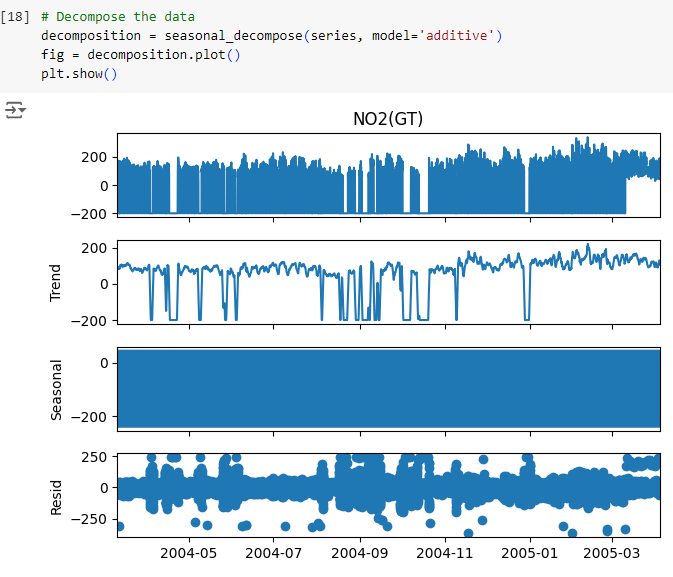 [18] # Decompose the data
decomposition = seasonal_decompose(series, model='additive')
fig = decomposition.plot()
plt.show()
NO2(GT)
200
0
−200
Trend
200
0
−200
Seasonal
0
−200
Resid
250
0
−250
2004-05 2004-07 2004-09 2004-11 2005-01 2005-03